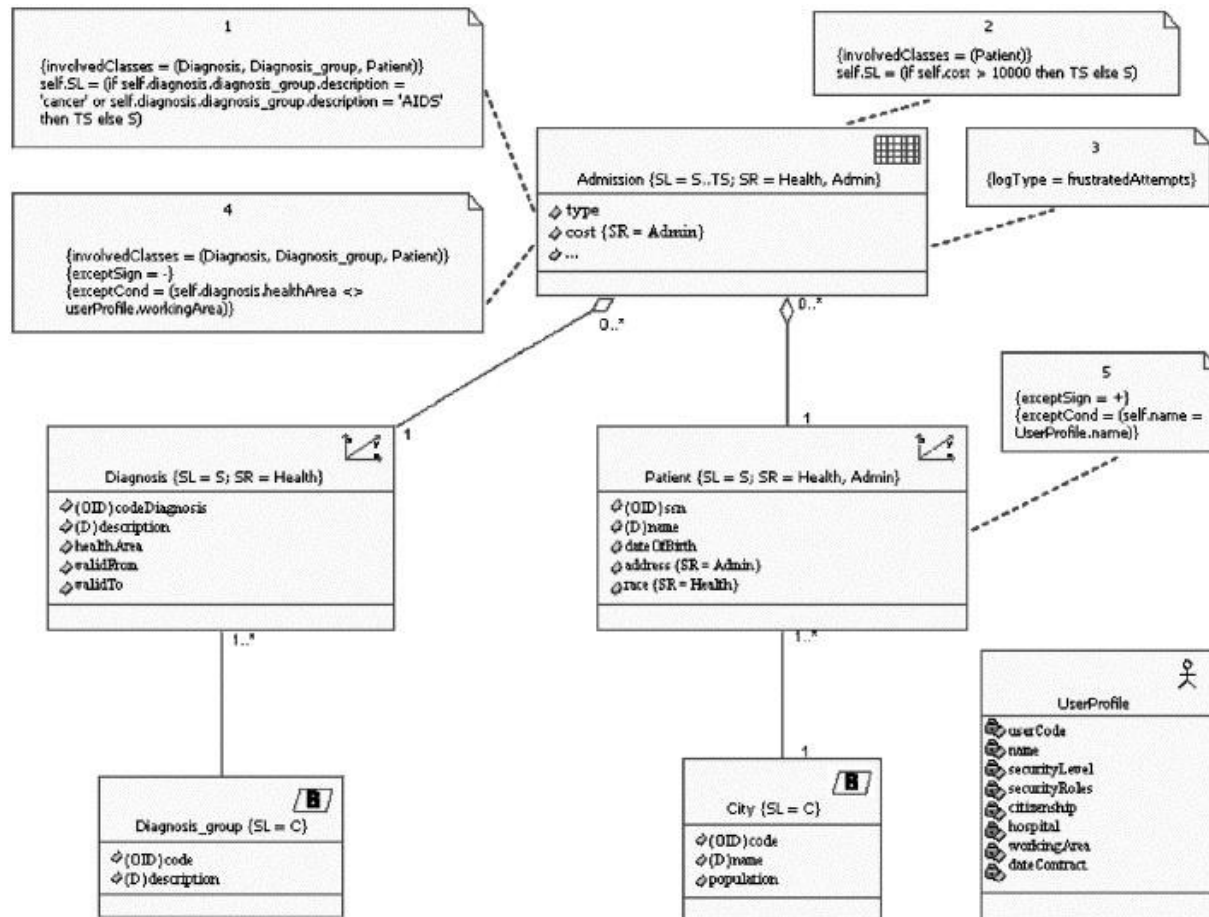 1
{involvedClasses = (Diagnosis, Diagnosis_group, Patient)}
self.SL = (if self.diagnosis.diagnosis_group.description =
'cancer' or self.diagnosis.diagnosis_group.description = 'AIDS'
then TS else S)
2
{involvedClasses = (Patient)}
self.SL = (if self.cost > 10000 then TS else S)
3
{logType = frustratedAttempts}
4
{involvedClasses = (Diagnosis, Diagnosis_group, Patient)}
{exceptSign = -}
{exceptCond = (self.diagnosis.healthArea <>
userProfile.workingArea)}
Admission {SL = S..TS; SR = Health, Admin}
type
cost {SR = Admin}
...
0..*
0..*
5
{exceptSign = +}
{exceptCond = (self.name =
UserProfile.name)}
1
1
Diagnosis {SL = S; SR = Health}
(OID)codeDiagnosis
(D)description
healthArea
validFrom
validTo
Patient {SL = S; SR = Health, Admin}
(OID)ssn
(D)name
dateOfBirth
address {SR = Admin}
race {SR = Health}
1..*
1..*
1
B
Diagnosis_group {SL = C}
(OID)code
(D)description
B
City {SL = C}
(OID)code
(D)name
population
UserProfile
userCode
name
securityLevel
securityRoles
citizenship
hospital
workingArea
dateContract